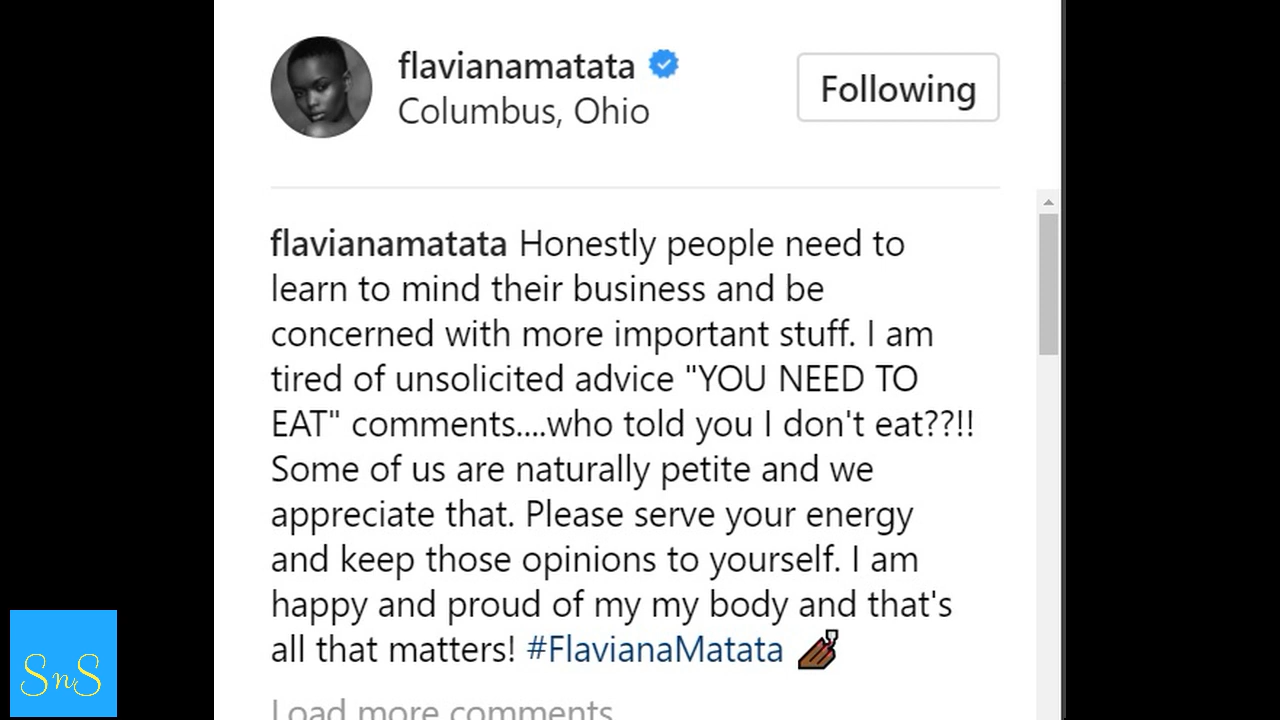 flavianamatata
Columbus, Ohio
Following
flavianamatata Honestly people need to
learn to mind their business and be
concerned with more important stuff. I am
tired of unsolicited advice "YOU NEED TO
EAT" comments....who told you I don't eat??!!
Some of us are naturally petite and we
appreciate that. Please serve your energy
and keep those opinions to yourself. I am
happy and proud of my my body and that's
all that matters! #FlavianaMatata 💅🏿
Load more comments
SnS